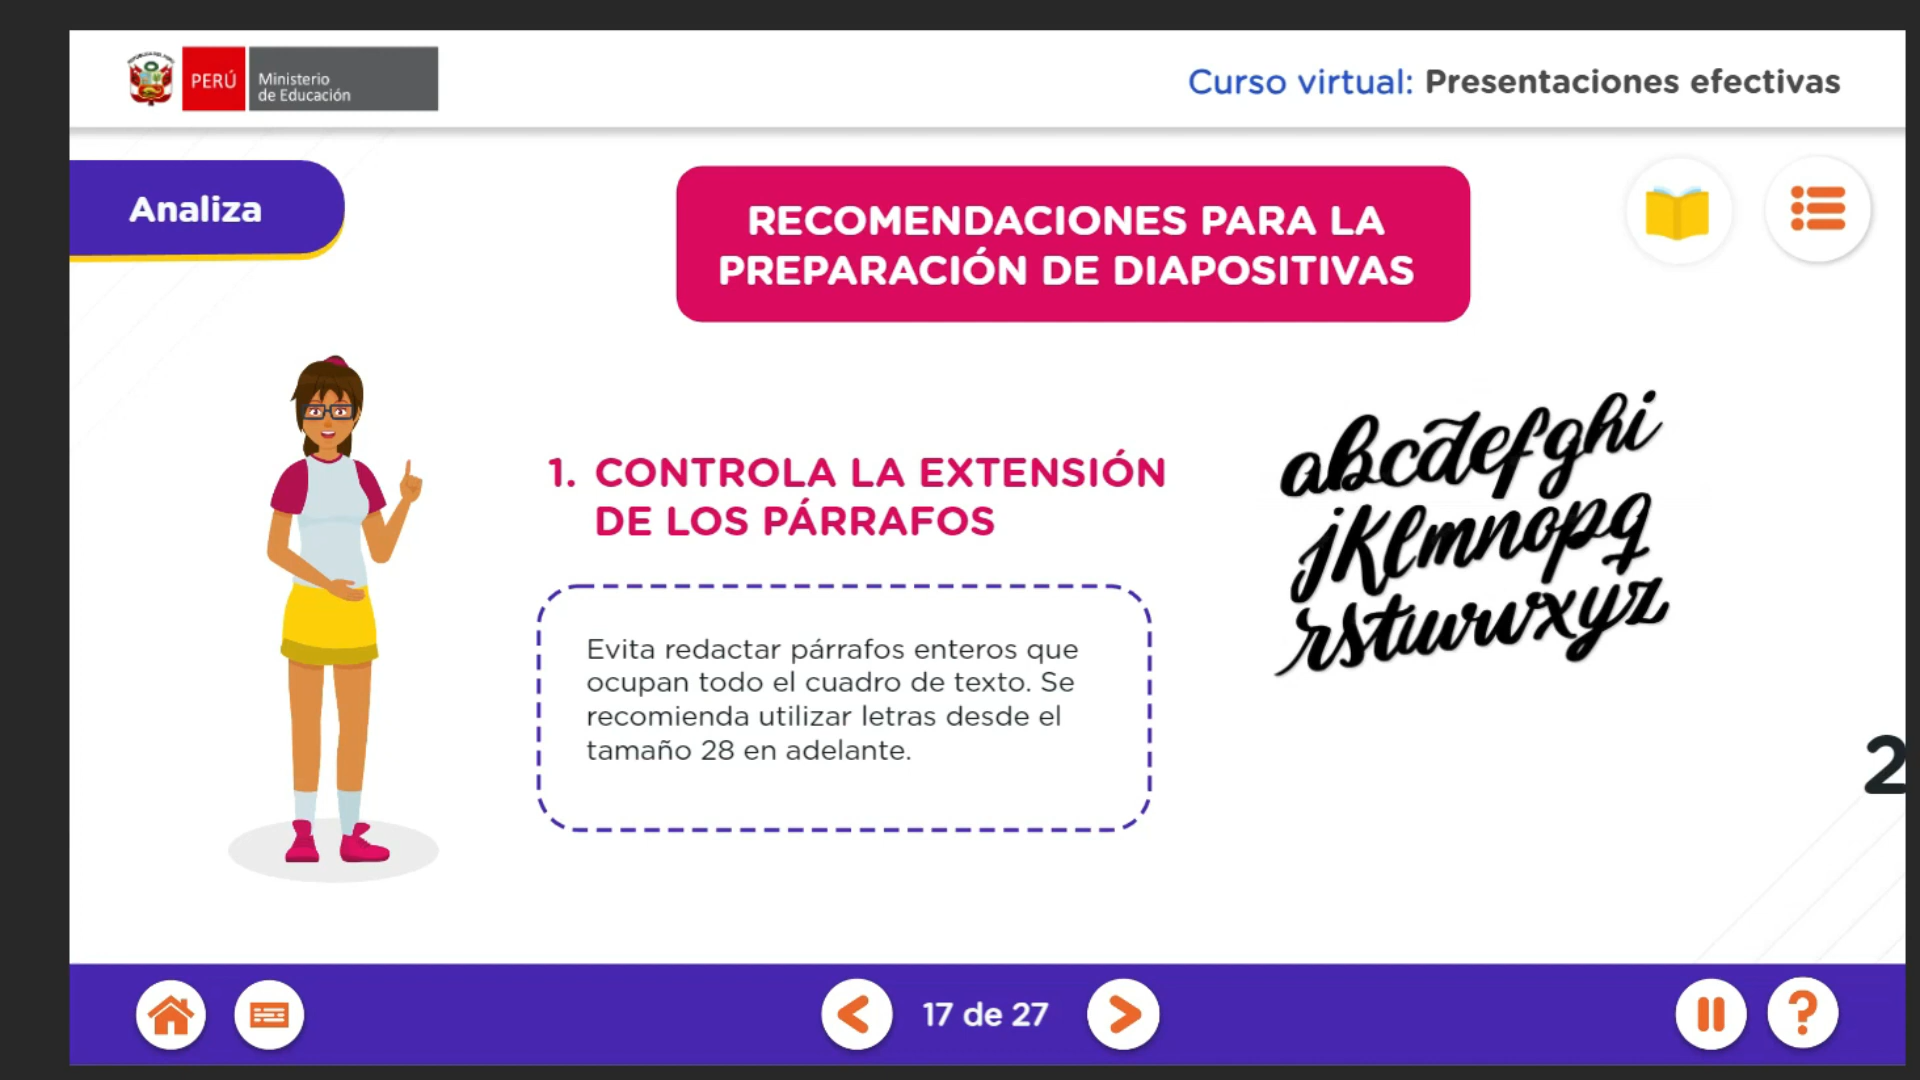 PERÚ
Ministerio
de Educación
Curso virtual: Presentaciones efectivas
Analiza
RECOMENDACIONES PARA LA
PREPARACIÓN DE DIAPOSITIVAS
1. CONTROLA LA EXTENSIÓN
DE LOS PÁRRAFOS
abcdefghi
jklmnopq
rstuvwxyz
Evita redactar párrafos enteros que
ocupan todo el cuadro de texto. Se
recomienda utilizar letras desde el
tamaño 28 en adelante.
2
17 de 27
?